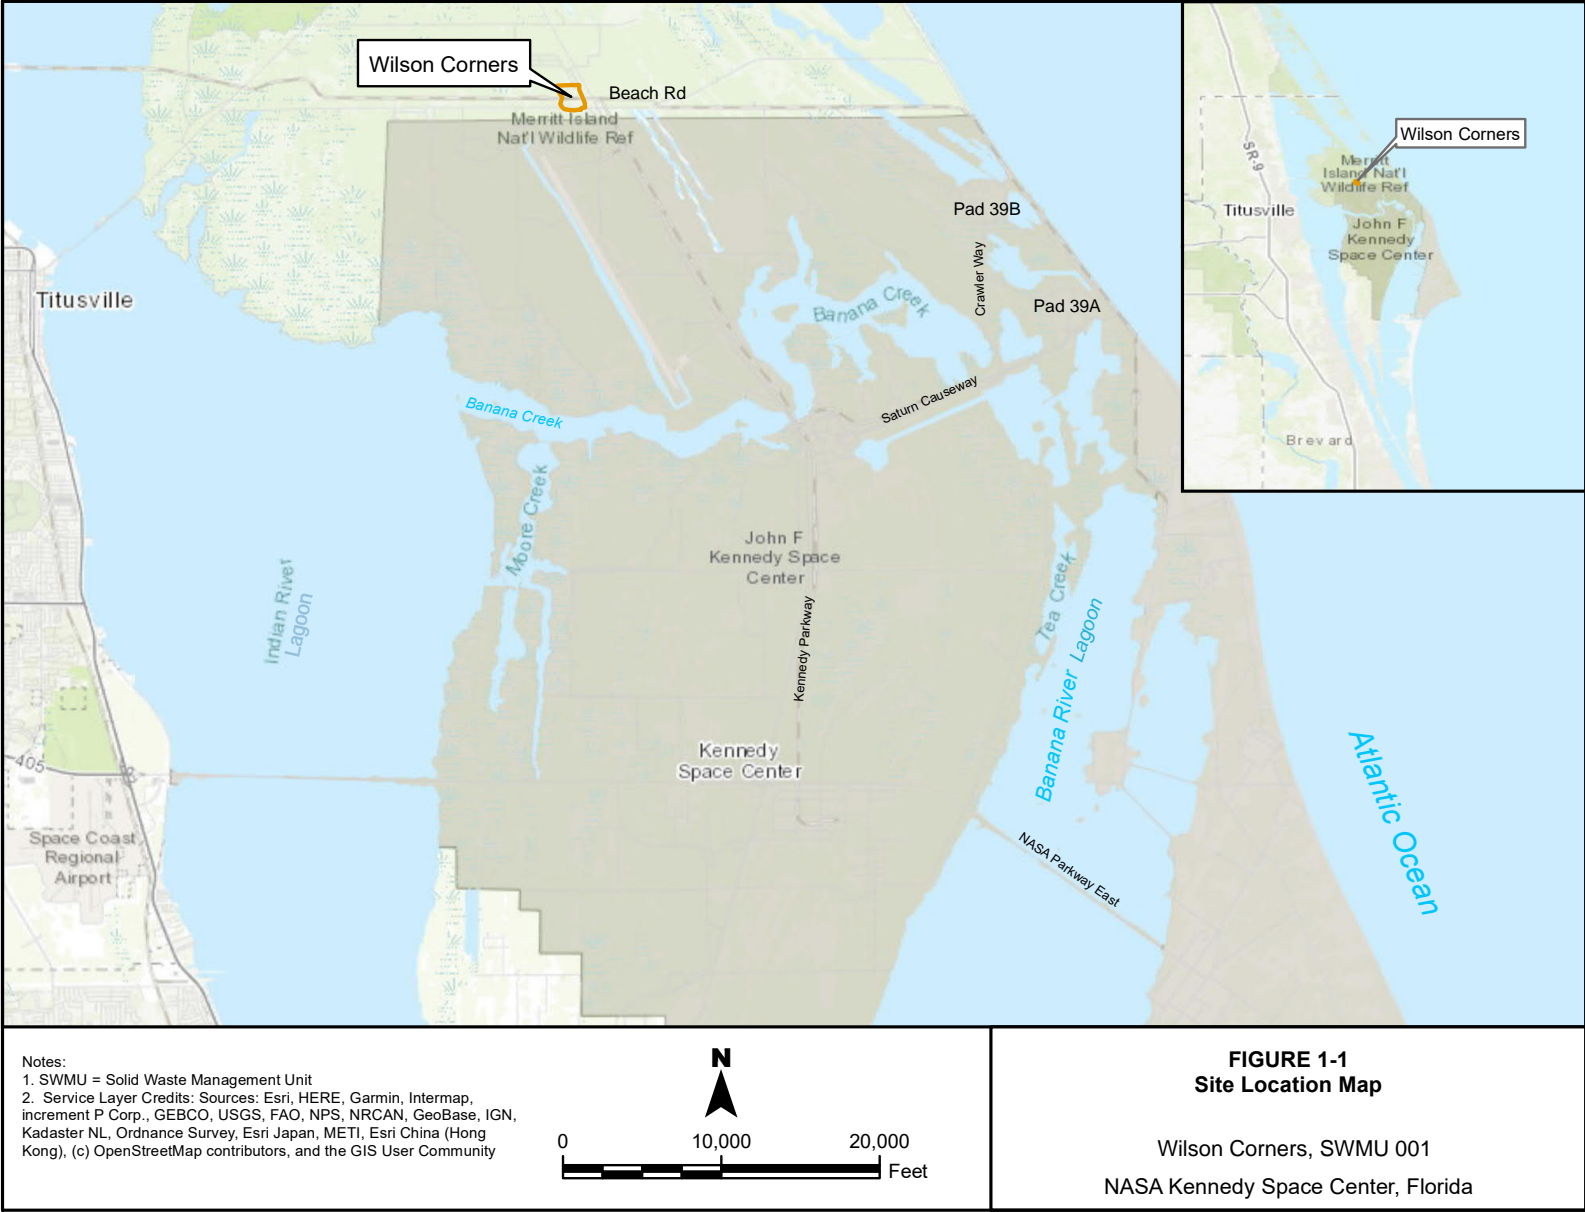 Wilson Corners
Beach Rd
Merritt Island
Nat'l Wildlife Ref
Pad 39B
Crawler Way
Pad 39A
Banana Creek
Titusville
Saturn Causeway
Banana Creek
Moore Creek
John F
Kennedy Space
Center
Indian River
Lagoon
Kennedy Parkway
Tea Creek
Banana River Lagoon
Kennedy
Space Center
405
Space Coast
Regional
Airport
NASA Parkway East
Atlantic Ocean
Wilson Corners
SR-9
Merritt
Island Nat'l
Wildlife Ref
Titusville
John F
Kennedy
Space Center
Brevard
Notes:
1. SWMU = Solid Waste Management Unit
2. Service Layer Credits: Sources: Esri, HERE, Garmin, Intermap,
increment P Corp., GEBCO, USGS, FAO, NPS, NRCAN, GeoBase, IGN,
Kadaster NL, Ordnance Survey, Esri Japan, METI, Esri China (Hong
Kong), (c) OpenStreetMap contributors, and the GIS User Community
N
0 10,000 20,000
Feet
FIGURE 1-1
Site Location Map
Wilson Corners, SWMU 001
NASA Kennedy Space Center, Florida